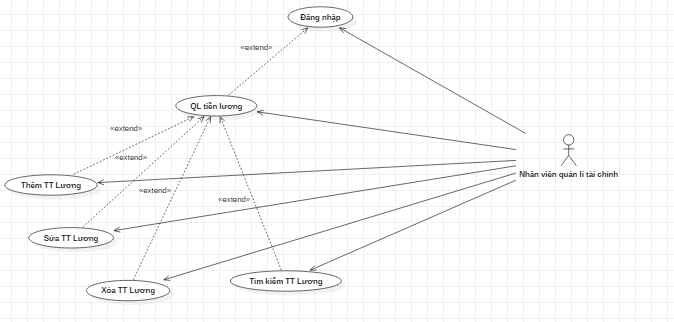 Đăng nhập
«extend»
QL tiền lương
«extend»
«extend»
Nhân viên quản lí tài chính
Thêm TT Lương
«extend»
«extend»
Sửa TT Lương
Tìm kiếm TT Lương
Xóa TT Lương